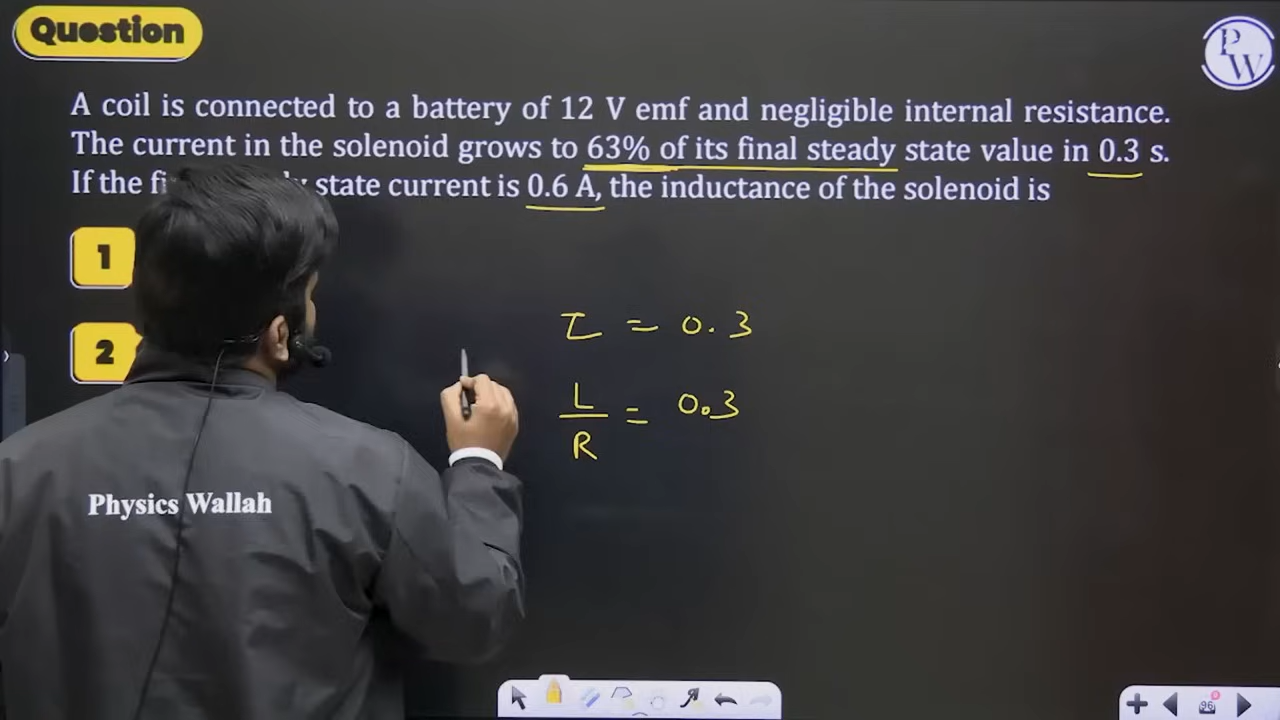 Question
PW
A coil is connected to a battery of 12 V emf and negligible internal resistance.
The current in the solenoid grows to 63% of its final steady state value in 0.3 s.
If the state current is 0.6 A, the inductance of the solenoid is
1
2
τ = 0.3
L/R = 0.3
Physics Wallah
96